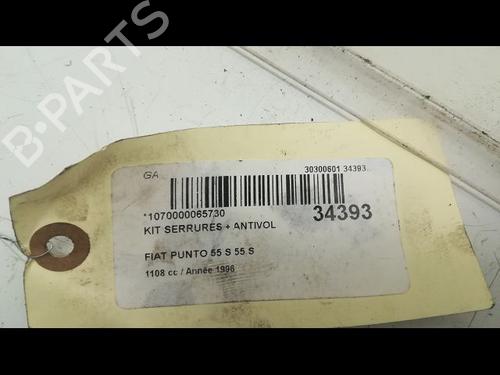 B-PARTS
GA
30300601 34393
*1070000065730
34393
KIT SERRURES + ANTIVOL
FIAT PUNTO 55 S 55 S
1108 cc / Année 1996